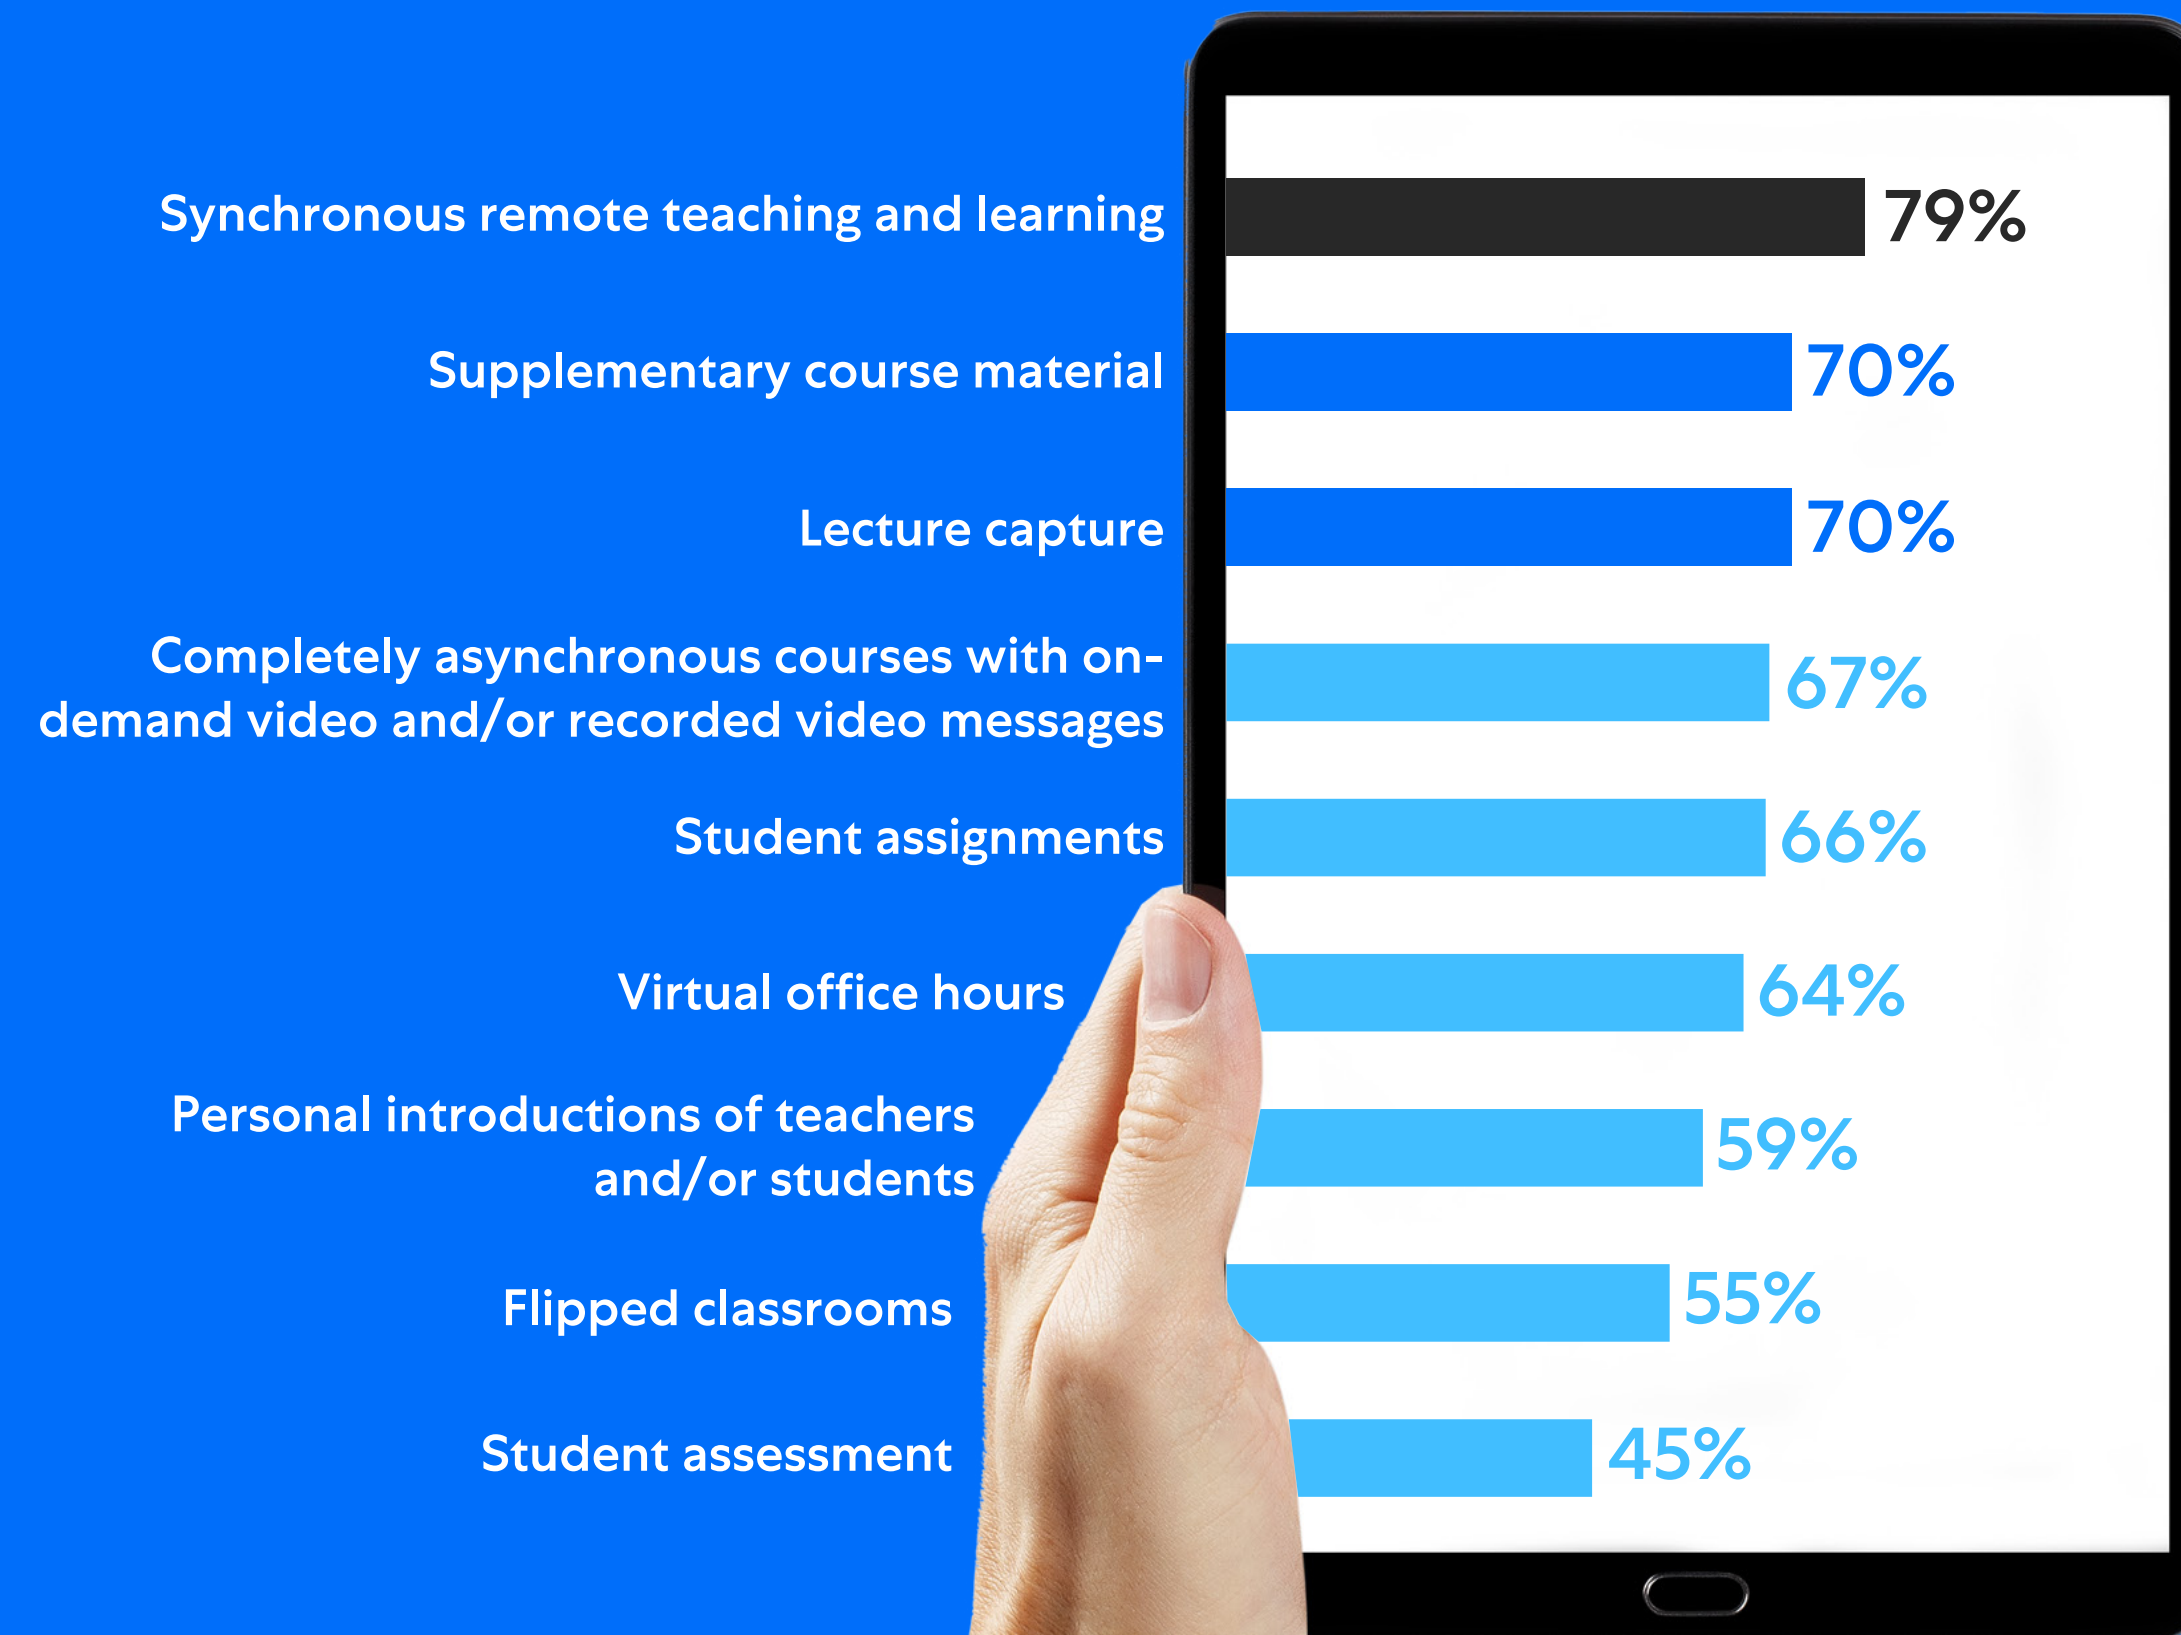 Synchronous remote teaching and learning 79%
Supplementary course material 70%
Lecture capture 70%
Completely asynchronous courses with on-
demand video and/or recorded video messages 67%
Student assignments 66%
Virtual office hours 64%
Personal introductions of teachers
and/or students 59%
Flipped classrooms 55%
Student assessment 45%